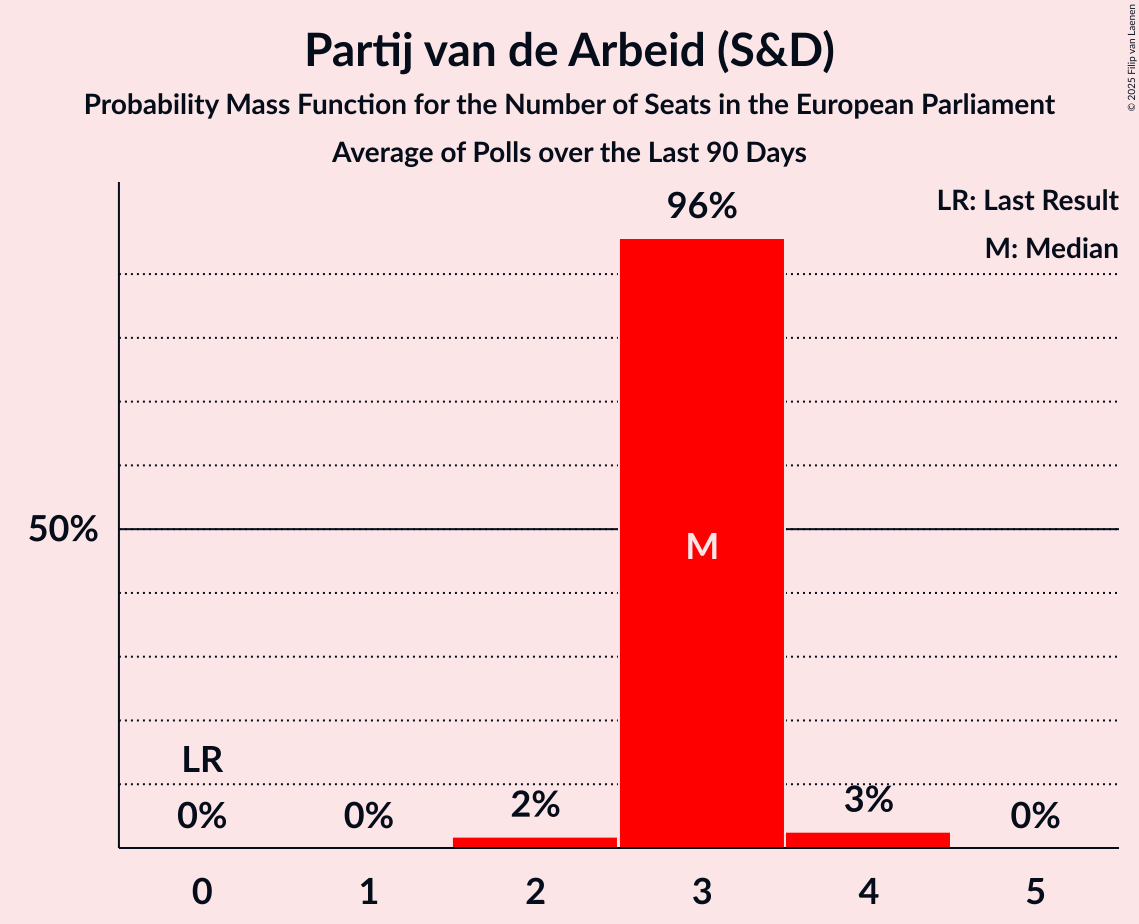 Partij van de Arbeid (S&D)
Probability Mass Function for the Number of Seats in the European Parliament
Average of Polls over the Last 90 Days
© 2025 Filip van Laenen
LR: Last Result
M: Median
96%
50%
M
LR
0%
0%
2%
3%
0%
0
1
2
3
4
5